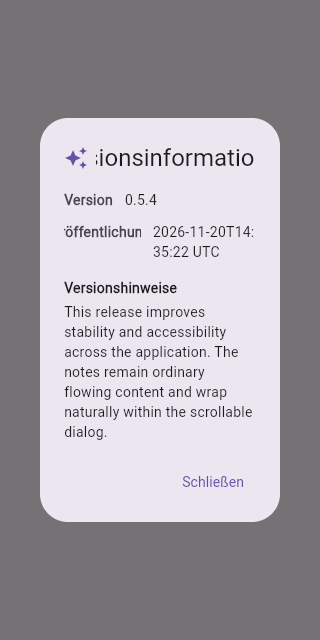 sionsinformatio
Version 0.5.4
öffentlichun 2026-11-20T14:
35:22 UTC
Versionshinweise
This release improves
stability and accessibility
across the application. The
notes remain ordinary
flowing content and wrap
naturally within the scrollable
dialog.
Schließen